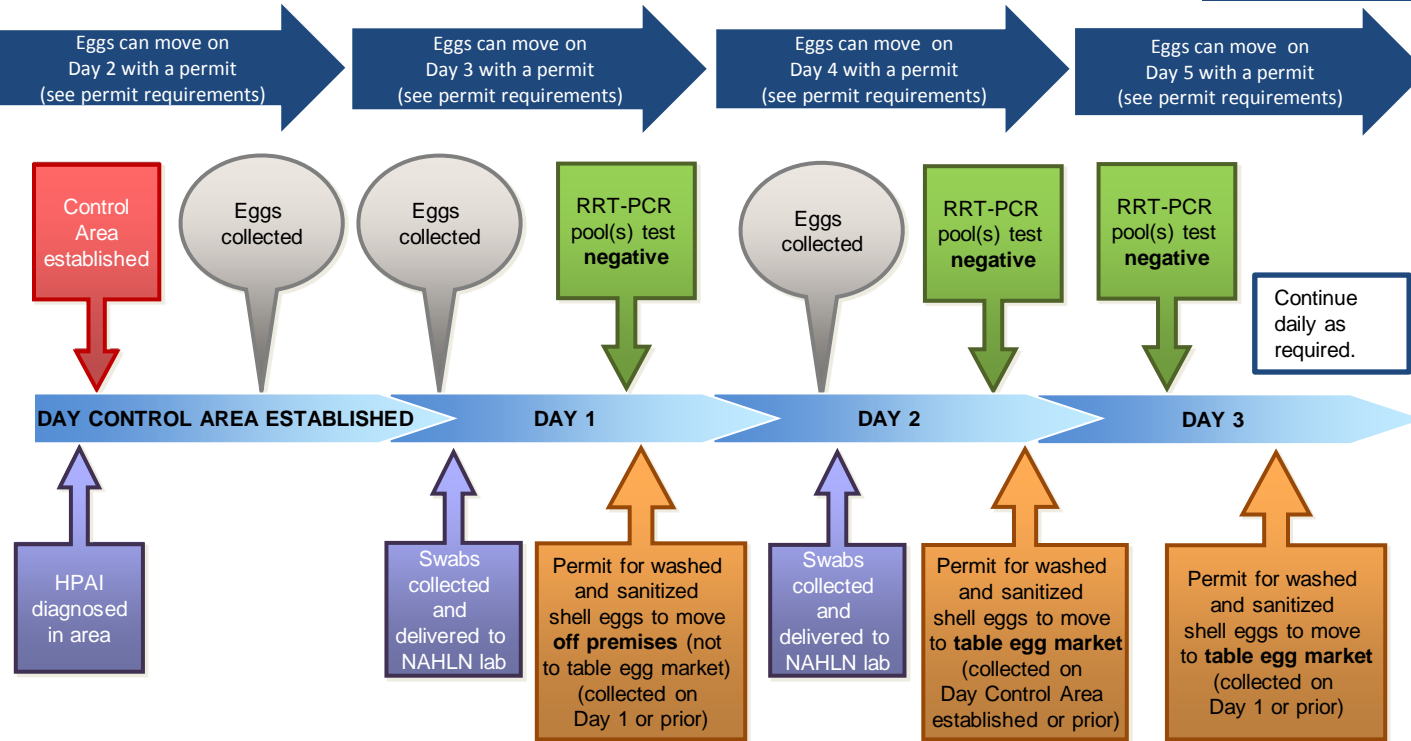 Eggs can move on
Day 2 with a permit
(see permit requirements)
Eggs can move on
Day 3 with a permit
(see permit requirements)
Eggs can move on
Day 4 with a permit
(see permit requirements)
Eggs can move on
Day 5 with a permit
(see permit requirements)
Control
Area
established
Eggs
collected
Eggs
collected
RRT-PCR
pool(s) test
negative
Eggs
collected
RRT-PCR
pool(s) test
negative
RRT-PCR
pool(s) test
negative
Continue
daily as
required.
DAY CONTROL AREA ESTABLISHED
DAY 1
DAY 2
DAY 3
HPAI
diagnosed
in area
Swabs
collected
and
delivered to
NAHLN lab
Permit for washed
and sanitized
shell eggs to move
off premises (not
to table egg market)
(collected on
Day 1 or prior)
Swabs
collected
and
delivered to
NAHLN lab
Permit for washed
and sanitized
shell eggs to move
to table egg market
(collected on
Day Control Area
established or prior)
Permit for washed
and sanitized
shell eggs to move
to table egg market
(collected on
Day 1 or prior)